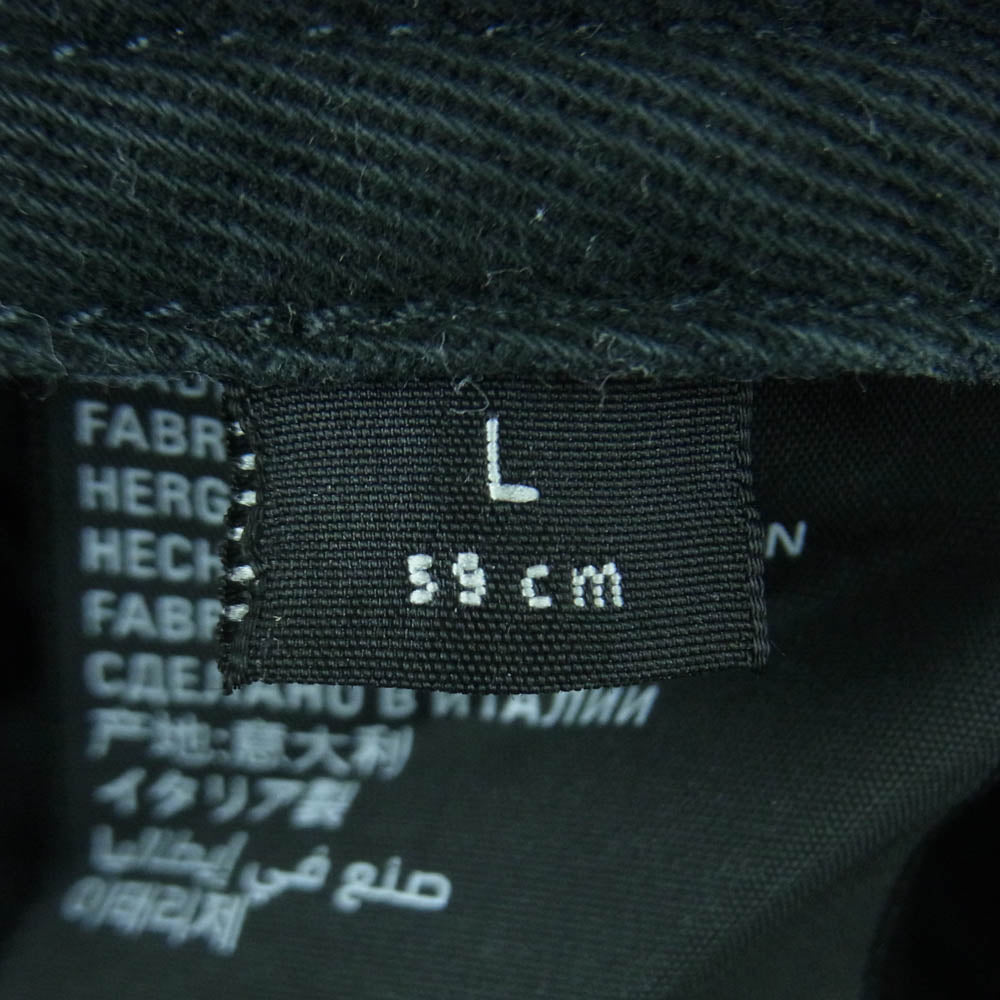 L
59 cm
FABR
HERG
HECH
FABR
N
СДЕЛАНО В ИТАЛИИ
产地:意大利
イタリア製
صنع في إيطاليا
이태리제